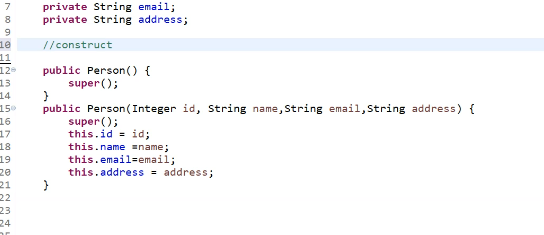 7 private String email;
8 private String address;
9
10 //construct
11
12 public Person() {
13 super();
14 }
15 public Person(Integer id, String name,String email,String address) {
16 super();
17 this.id = id;
18 this.name =name;
19 this.email=email;
20 this.address = address;
21 }
22
23
24